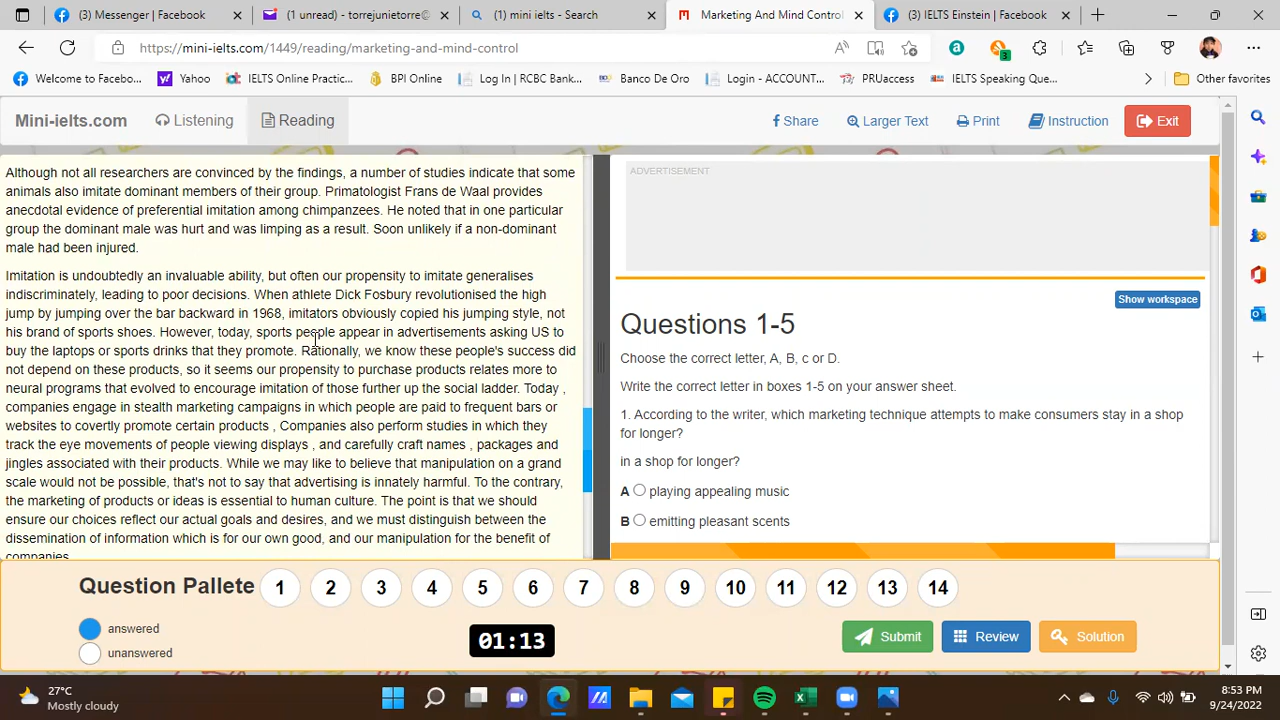 (3) Messenger | Facebook
(1 unread) - torrejunietorre@
(1) mini ielts - Search
Marketing And Mind Control
(3) IELTS Einstein | Facebook
https://mini-ielts.com/1449/reading/marketing-and-mind-control
Welcome to Facebo...
Yahoo
IELTS Online Practic...
BPI Online
Log In | RCBC Bank...
Banco De Oro
Login - ACCOUNT...
PRUaccess
IELTS Speaking Que...
Other favorites
Mini-ielts.com
Listening
Reading
Share
Larger Text
Print
Instruction
Exit
Although not all researchers are convinced by the findings, a number of studies indicate that some
animals also imitate dominant members of their group. Primatologist Frans de Waal provides
anecdotal evidence of preferential imitation among chimpanzees. He noted that in one particular
group the dominant male was hurt and was limping as a result. Soon unlikely if a non-dominant
male had been injured.
Imitation is undoubtedly an invaluable ability, but often our propensity to imitate generalises
indiscriminately, leading to poor decisions. When athlete Dick Fosbury revolutionised the high
jump by jumping over the bar backward in 1968, imitators obviously copied his jumping style, not
his brand of sports shoes. However, today, sports people appear in advertisements asking US to
buy the laptops or sports drinks that they promote. Rationally, we know these people's success did
not depend on these products, so it seems our propensity to purchase products relates more to
neural programs that evolved to encourage imitation of those further up the social ladder. Today ,
companies engage in stealth marketing campaigns in which people are paid to frequent bars or
websites to covertly promote certain products , Companies also perform studies in which they
track the eye movements of people viewing displays , and carefully craft names , packages and
jingles associated with their products. While we may like to believe that manipulation on a grand
scale would not be possible, that's not to say that advertising is innately harmful. To the contrary,
the marketing of products or ideas is essential to human culture. The point is that we should
ensure our choices reflect our actual goals and desires, and we must distinguish between the
dissemination of information which is for our own good, and our manipulation for the benefit of
companies.
ADVERTISEMENT
Show workspace
Questions 1-5
Choose the correct letter, A, B, c or D.
Write the correct letter in boxes 1-5 on your answer sheet.
1. According to the writer, which marketing technique attempts to make consumers stay in a shop
for longer?
in a shop for longer?
A playing appealing music
B emitting pleasant scents
Question Pallete 1 2 3 4 5 6 7 8 9 10 11 12 13 14
answered
unanswered
01:13
Submit
Review
Solution
27°C
Mostly cloudy
8:53 PM
9/24/2022